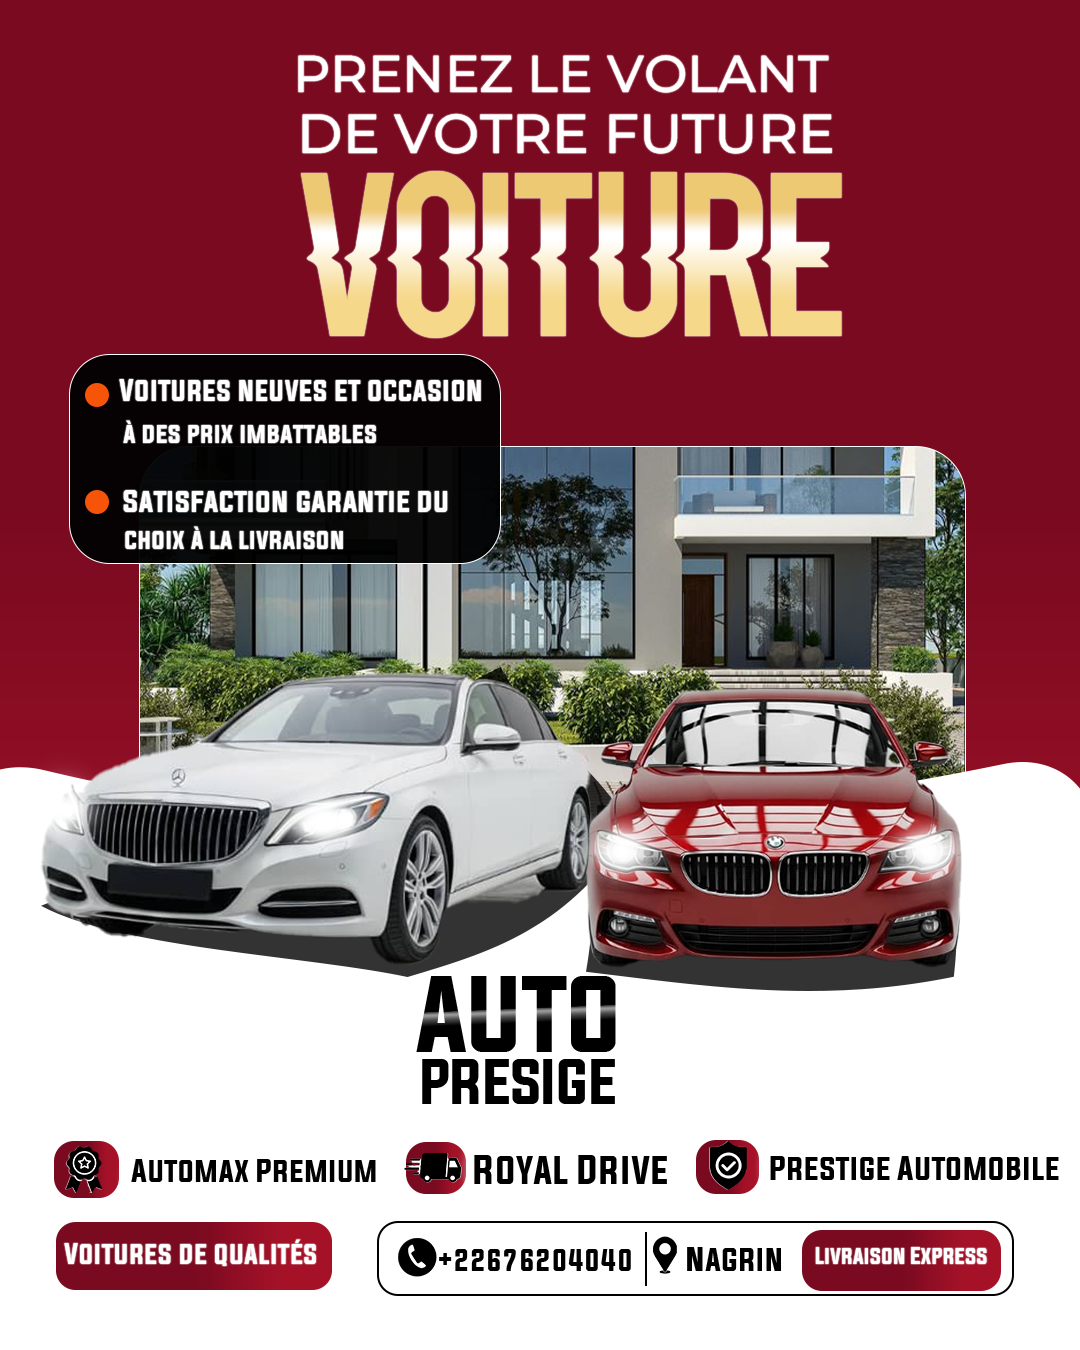 PRENEZ LE VOLANT
DE VOTRE FUTURE
VOITURE
VOITURES NEUVES ET OCCASION
À DES PRIX IMBATTABLES
SATISFACTION GARANTIE DU
CHOIX À LA LIVRAISON
AUTO
PRESIGE
AUTOMAX PREMIUM
ROYAL DRIVE
PRESTIGE AUTOMOBILE
VOITURES DE QUALITÉS
+22676204040
NAGRIN
LIVRAISON EXPRESS